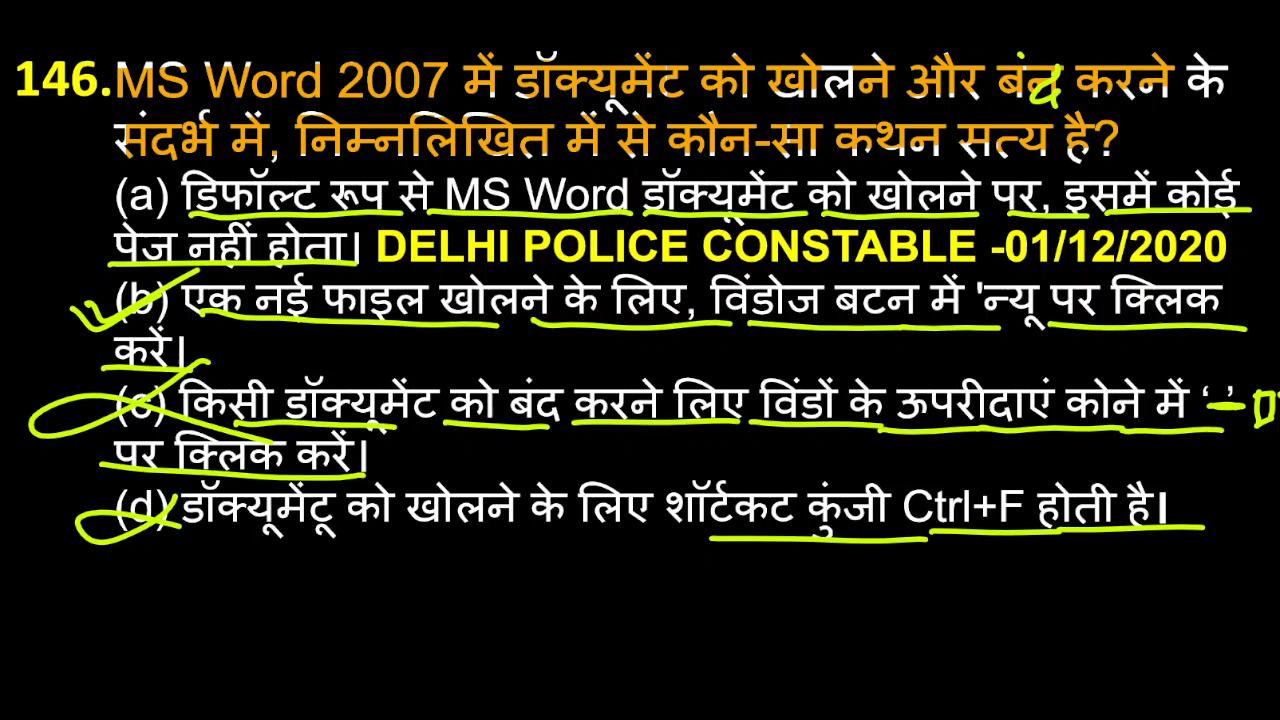 146.MS Word 2007 में डॉक्यूमेंट को खोलने और बंद करने के
संदर्भ में, निम्नलिखित में से कौन-सा कथन सत्य है?
(a) डिफॉल्ट रूप से MS Word डॉक्यूमेंट को खोलने पर, इसमें कोई
पेज नहीं होता। DELHI POLICE CONSTABLE -01/12/2020
(b) एक नई फाइल खोलने के लिए, विंडोज बटन में 'न्यू पर क्लिक
करें।
(c) किसी डॉक्यूमेंट को बंद करने लिए विंडों के ऊपरीदाएं कोने में ‘-’
पर क्लिक करें।
(d) डॉक्यूमेंटू को खोलने के लिए शॉर्टकट कुंजी Ctrl+F होती है।